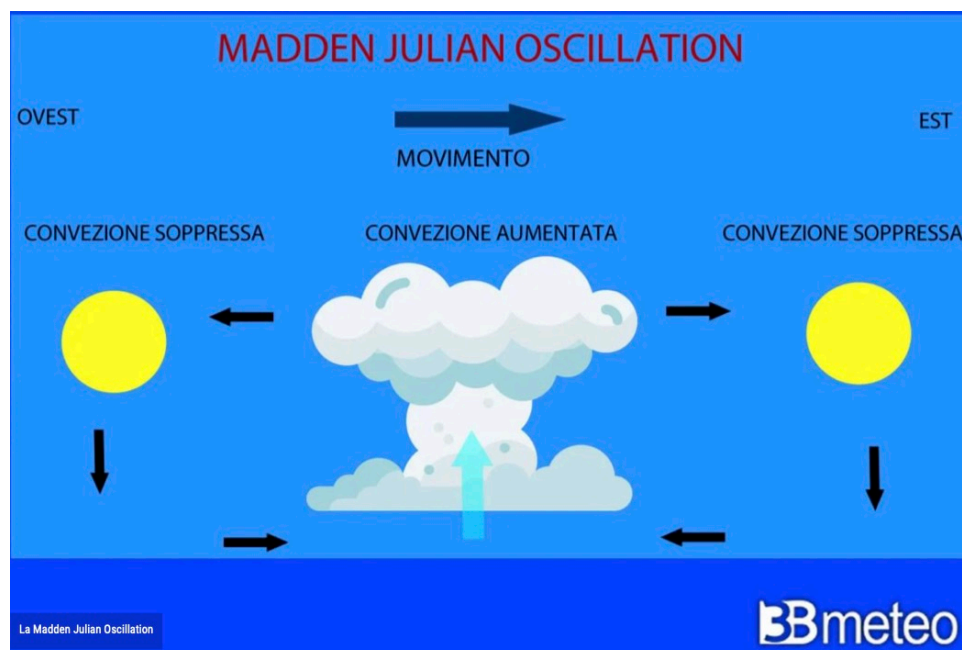 MADDEN JULIAN OSCILLATION
OVEST
EST
MOVIMENTO
CONVEZIONE SOPPRESSA
CONVEZIONE AUMENTATA
CONVEZIONE SOPPRESSA
La Madden Julian Oscillation
3Bmeteo